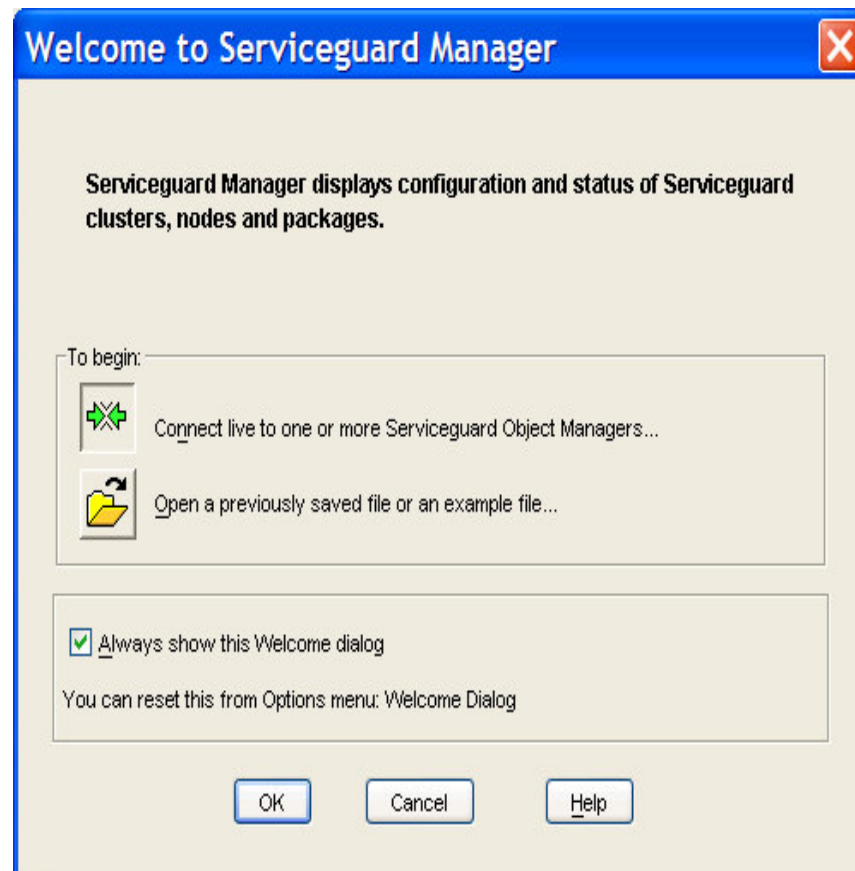 Welcome to Serviceguard Manager
Serviceguard Manager displays configuration and status of Serviceguard
clusters, nodes and packages.
To begin:
Connect live to one or more Serviceguard Object Managers...
Open a previously saved file or an example file...
Always show this Welcome dialog
You can reset this from Options menu: Welcome Dialog
OK
Cancel
Help